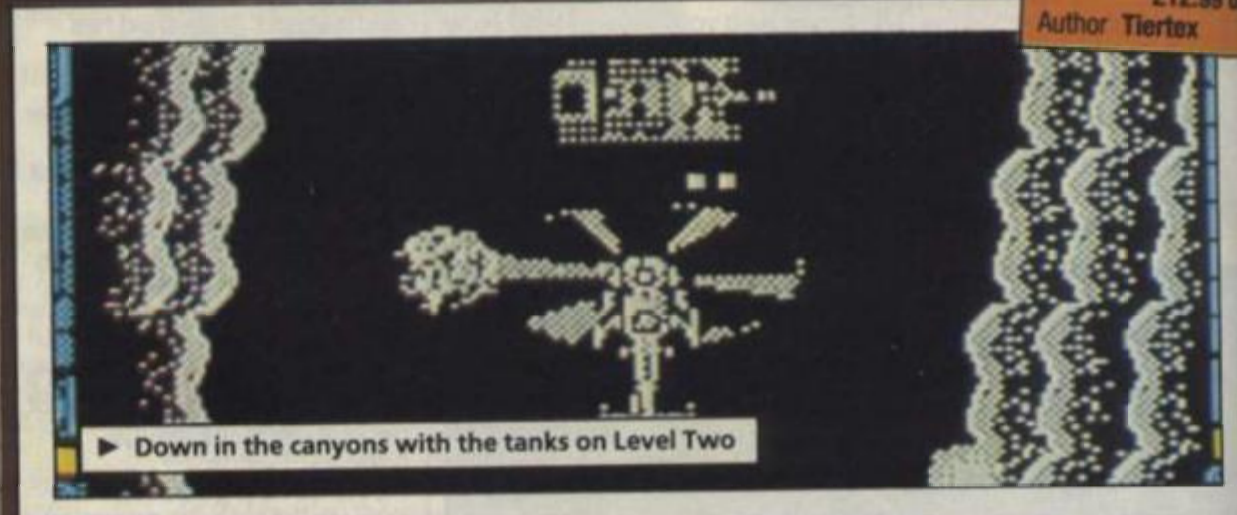 Author Tiertex
▶ Down in the canyons with the tanks on Level Two